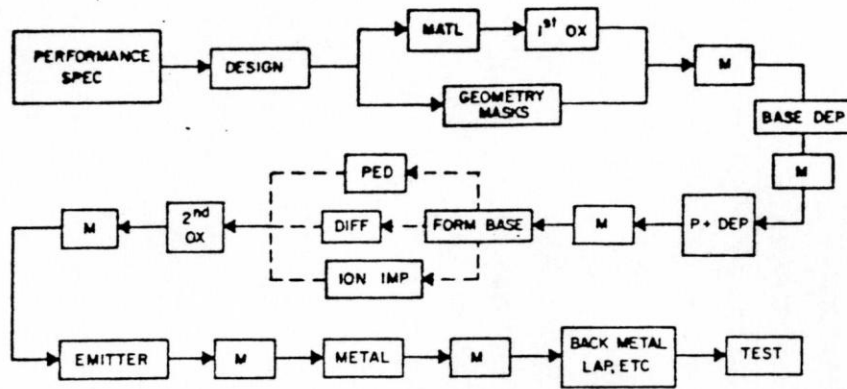 PERFORMANCE
SPEC
DESIGN
MATL
1st OX
GEOMETRY
MASKS
M
BASE DEP
M
P+ DEP
M
FORM BASE
PED
DIFF
ION IMP
2nd
OX
M
EMITTER
M
METAL
M
BACK METAL
LAP, ETC
TEST